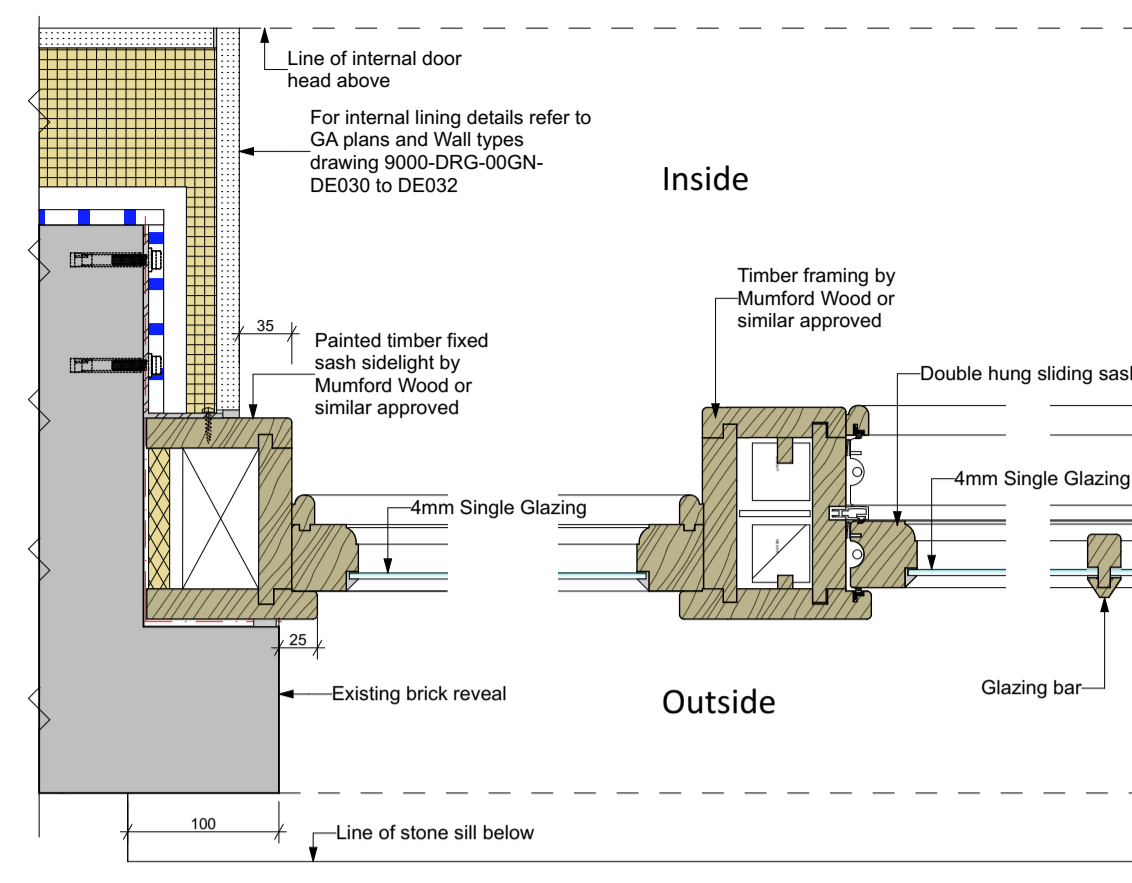 Line of internal door
head above
For internal lining details refer to
GA plans and Wall types
drawing 9000-DRG-00GN-
DE030 to DE032
Inside
Timber framing by
Mumford Wood or
similar approved
35
Painted timber fixed
sash sidelight by
Mumford Wood or
similar approved
Double hung sliding sash
4mm Single Glazing
4mm Single Glazing
25
Existing brick reveal
Outside
Glazing bar
100
Line of stone sill below